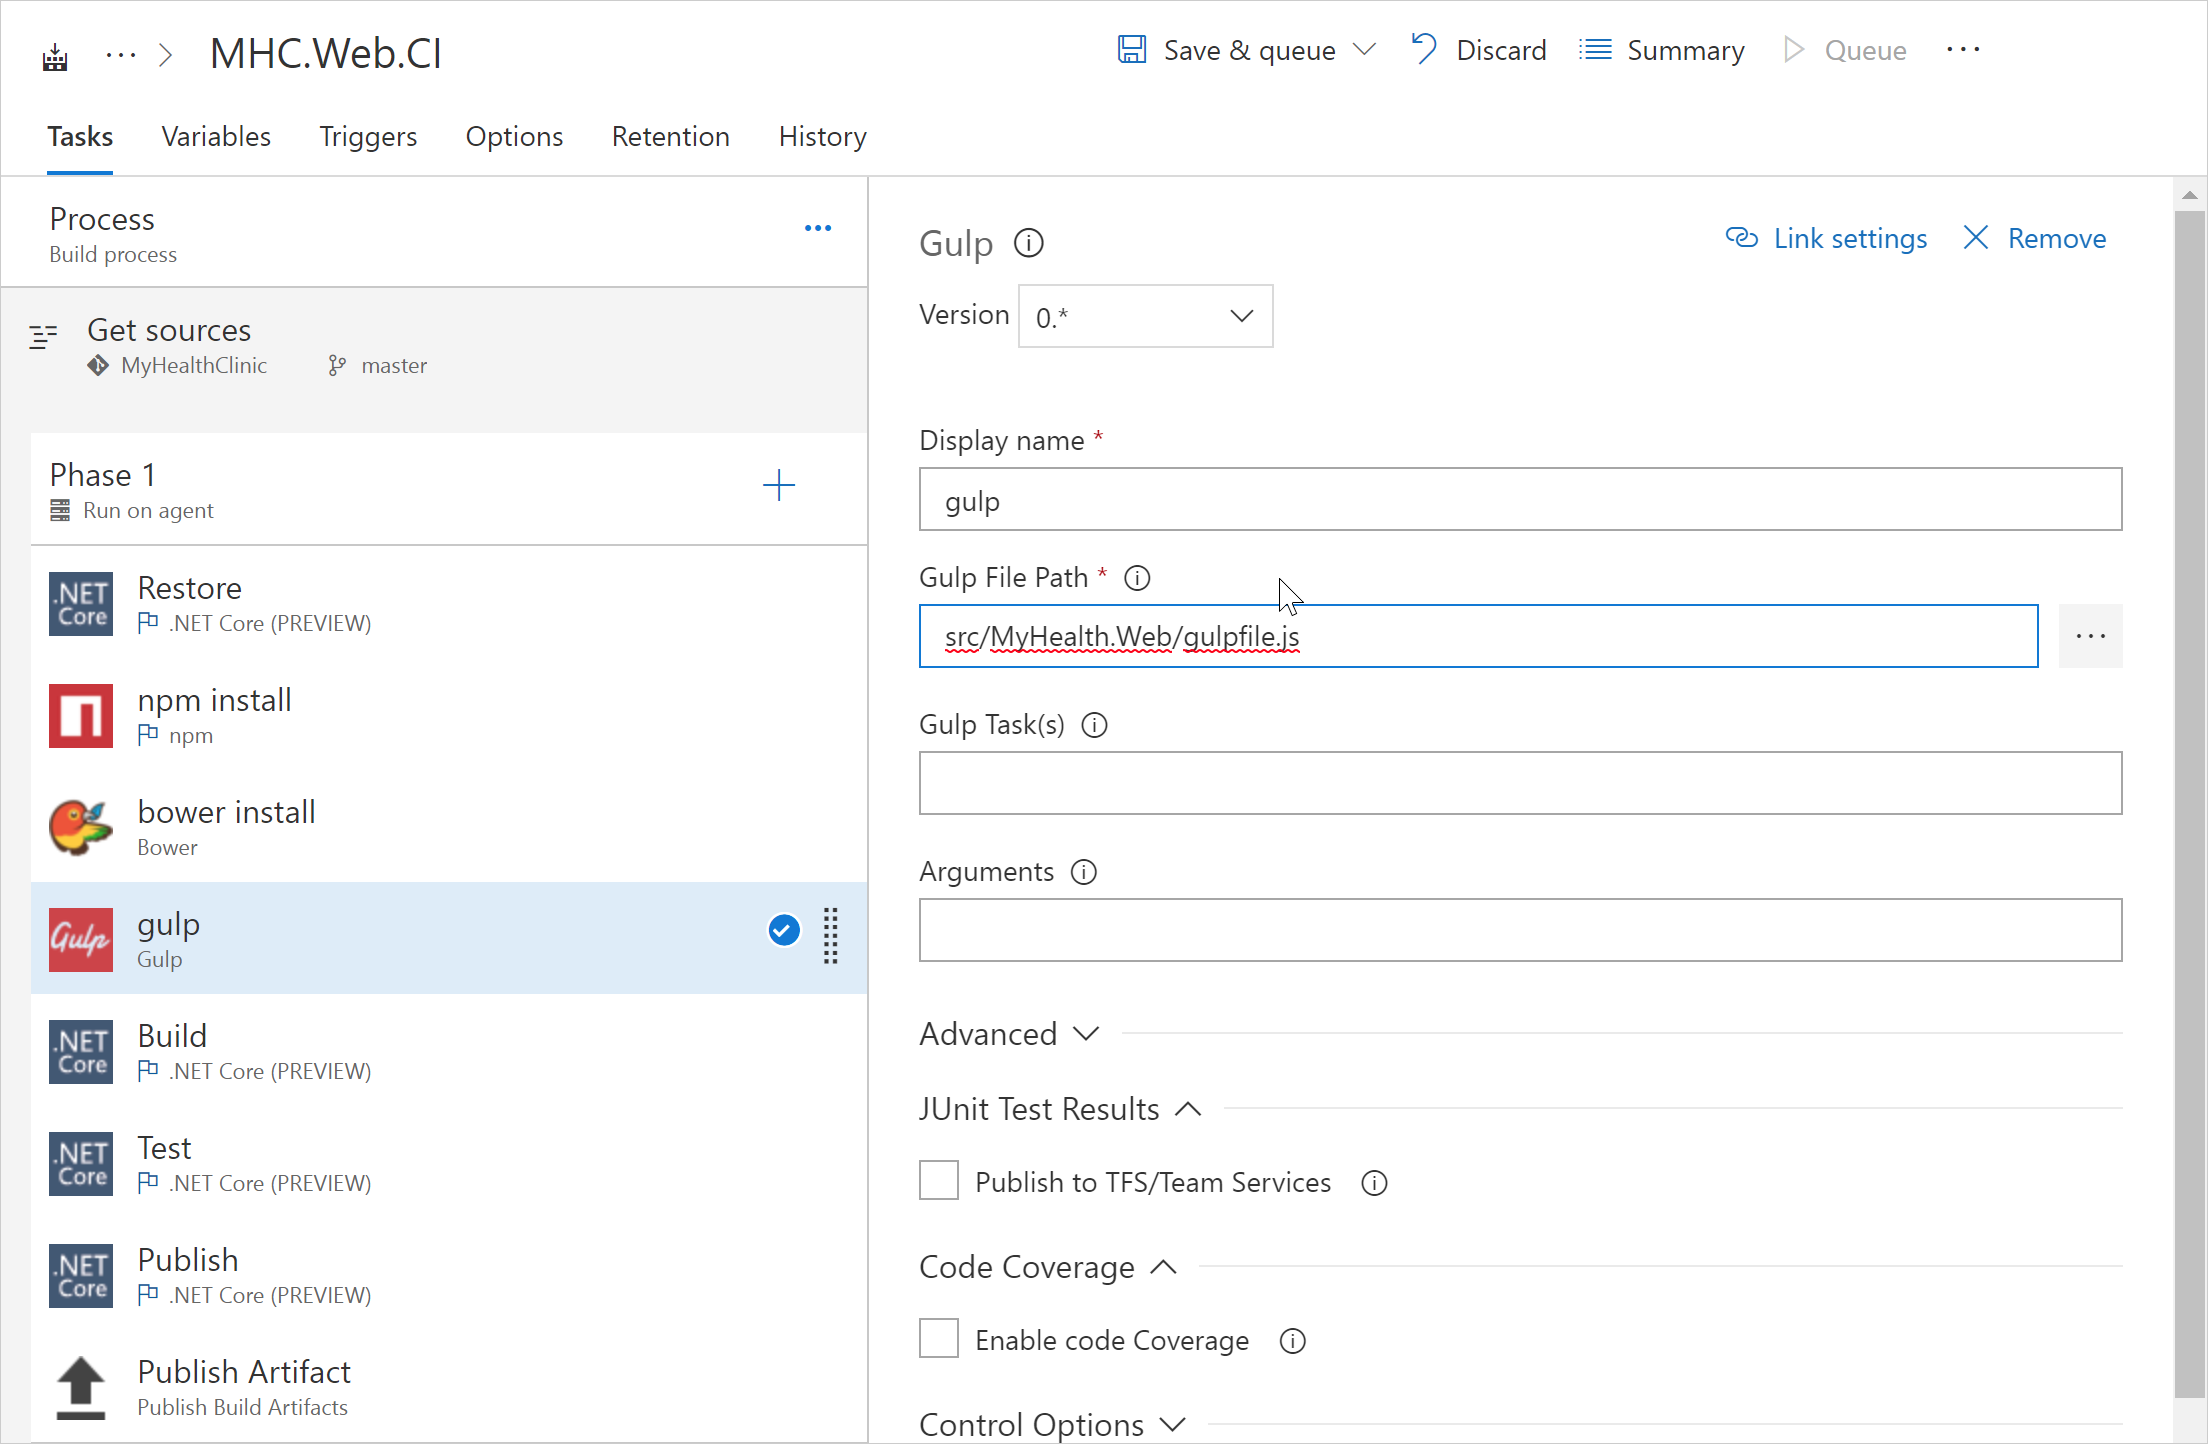 MHC.Web.CI
Save & queue
Discard
Summary
Queue
Tasks
Variables
Triggers
Options
Retention
History
Process
Build process
Get sources
MyHealthClinic
master
Phase 1
Run on agent
.NET Core
Restore
.NET Core (PREVIEW)
npm install
npm
bower install
Bower
Gulp
gulp
Gulp
.NET Core
Build
.NET Core (PREVIEW)
.NET Core
Test
.NET Core (PREVIEW)
.NET Core
Publish
.NET Core (PREVIEW)
Publish Artifact
Publish Build Artifacts
Gulp
Link settings
Remove
Version
0.*
Display name *
gulp
Gulp File Path *
src/MyHealth.Web/gulpfile.js
Gulp Task(s)
Arguments
Advanced
JUnit Test Results
Publish to TFS/Team Services
Code Coverage
Enable code Coverage
Control Options